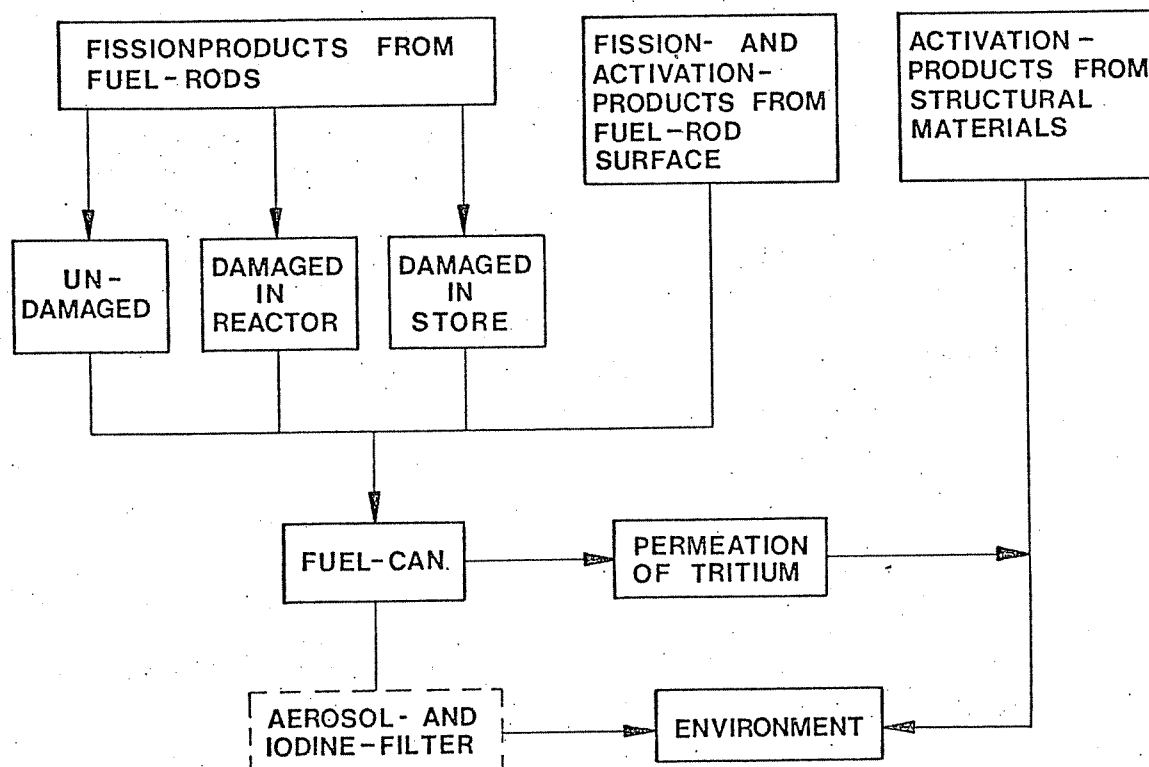 FISSIONPRODUCTS FROM
FUEL-RODS
FISSION- AND
ACTIVATION-
PRODUCTS FROM
FUEL-ROD
SURFACE
ACTIVATION-
PRODUCTS FROM
STRUCTURAL
MATERIALS
UN-
DAMAGED
DAMAGED
IN
REACTOR
DAMAGED
IN
STORE
FUEL-CAN.
PERMEATION
OF TRITIUM
AEROSOL- AND
IODINE-FILTER
ENVIRONMENT